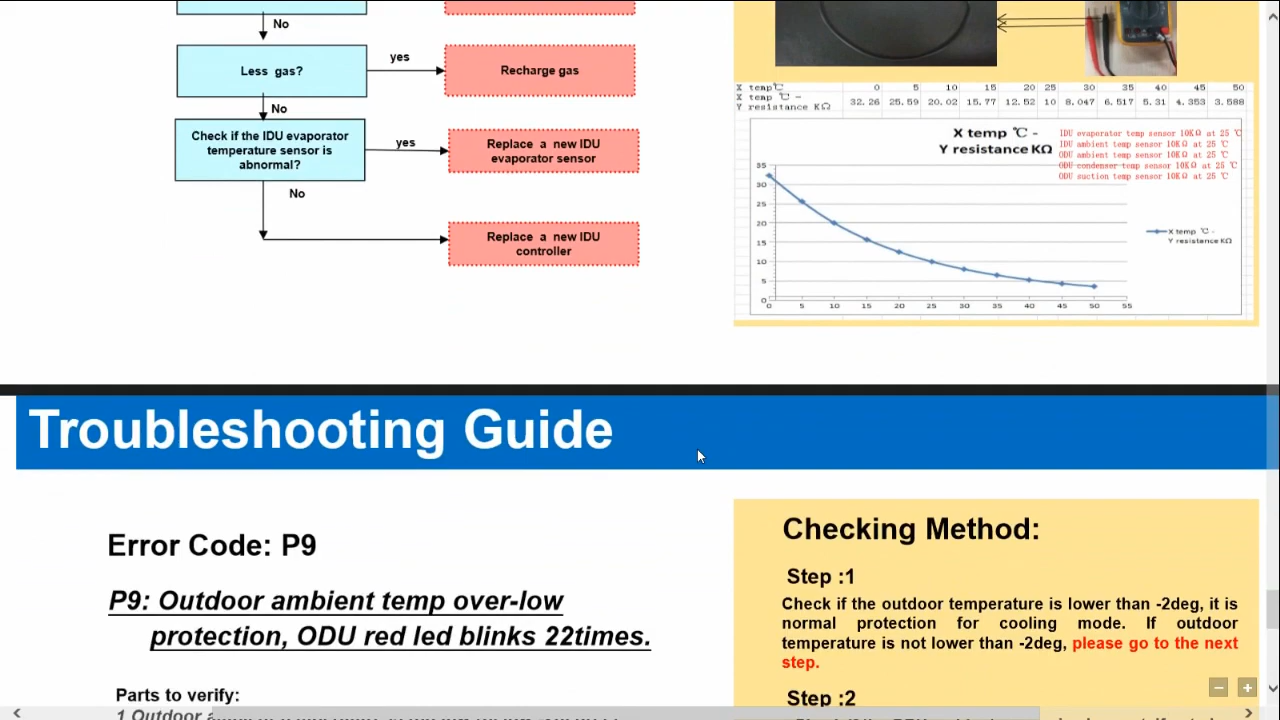 No
Less gas?
yes
Recharge gas
No
Check if the IDU evaporator
temperature sensor is
abnormal?
yes
Replace a new IDU
evaporator sensor
No
Replace a new IDU
controller
X temp℃ 0 5 10 15 20 25 30 35 40 45 50
X temp ℃ -
Y resistance KΩ 32.26 25.59 20.02 15.77 12.52 10 8.047 6.517 5.31 4.353 3.588
X temp ℃ -
Y resistance KΩ
IDU evaporator temp sensor 10KΩ at 25 ℃
IDU ambient temp sensor 10KΩ at 25 ℃
ODU ambient temp sensor 10KΩ at 25 ℃
ODU condenser temp sensor 10KΩ at 25 ℃
ODU suction temp sensor 10KΩ at 25 ℃
35
30
25
20
15
10
5
0
0 5 10 15 20 25 30 35 40 45 50 55
X temp ℃ -
Y resistance KΩ
Troubleshooting Guide
Error Code: P9
P9: Outdoor ambient temp over-low
protection, ODU red led blinks 22times.
Parts to verify:
1 Outdoor
Checking Method:
Step :1
Check if the outdoor temperature is lower than -2deg, it is
normal protection for cooling mode. If outdoor
temperature is not lower than -2deg, please go to the next
step.
Step :2